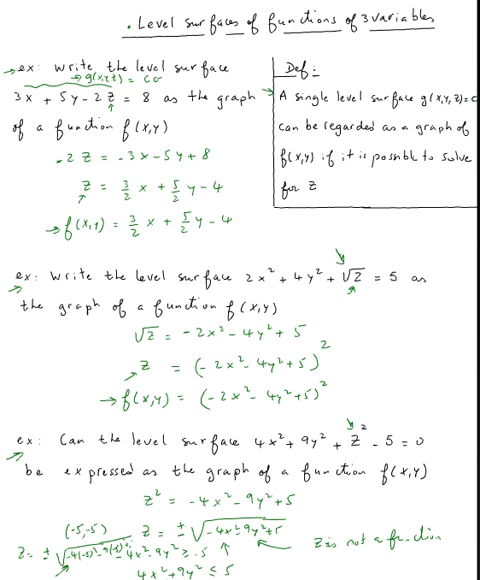 . Level surfaces of functions of 3 variables
→ ex: Write the level surface
→ g(x,y,z) = co
3x + 5y - 2z = 8 as the graph
of a function f(x,y)
-2z = -3x - 5y + 8
z = 3/2 x + 5/2 y - 4
→ f(x,y) = 3/2 x + 5/2 y - 4
Def:
→ A single level surface g(x,y,z)=c
can be regarded as a graph of
f(x,y) if it is possible to solve
for z
ex: Write the level surface 2x² + 4y² + √z = 5 as
the graph of a function f(x,y)
√z = -2x² - 4y² + 5
z = (-2x² - 4y² + 5)²
→ f(x,y) = (-2x² - 4y² + 5)²
ex: Can the level surface 4x² + 9y² + z² - 5 = 0
be expressed as the graph of a function f(x,y)
z² = -4x² - 9y² + 5
(-5,-5) z = ± √-4x² - 9y² + 5
z is not a function
z = ± -4x² 9y² ≥ -5
4x² + 9y² ≤ 5